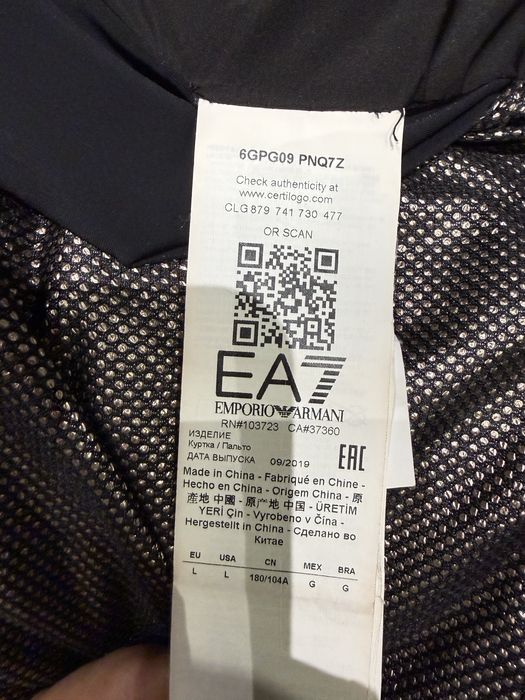 6GPG09 PNQ7Z
Check authenticity at
www.certilogo.com
CLG 879 741 730 477
OR SCAN
EA7
EMPORIO ARMANI
RN#103723 CA#37360
ИЗДЕЛИЕ
Куртка / Пальто
ДАТА ВЫПУСКА 09/2019
EAC
Made in China - Fabriqué en Chine -
Hecho en China - Origem China - 原
產地 中國 - 原产地 中国 - ÜRETİM
YERİ Çin - Vyrobeno v Čína -
Hergestellt in China - Сделано во
Китае
EU USA CN MEX BRA
L L 180/104A G G